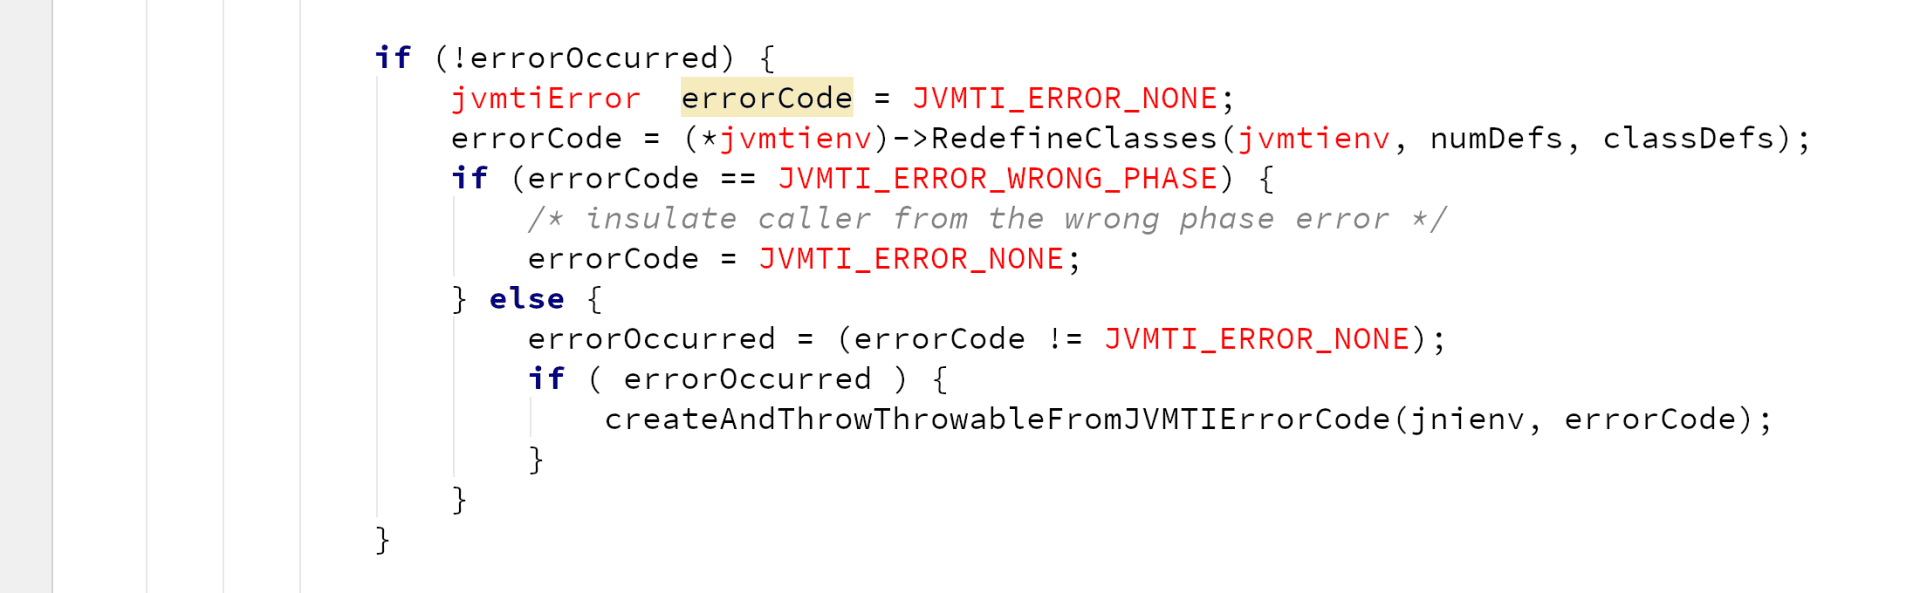 if (!errorOccurred) {
jvmtiError  errorCode = JVMTI_ERROR_NONE;
errorCode = (*jvmtienv)->RedefineClasses(jvmtienv, numDefs, classDefs);
if (errorCode == JVMTI_ERROR_WRONG_PHASE) {
/* insulate caller from the wrong phase error */
errorCode = JVMTI_ERROR_NONE;
} else {
errorOccurred = (errorCode != JVMTI_ERROR_NONE);
if ( errorOccurred ) {
createAndThrowThrowableFromJVMTIErrorCode(jnienv, errorCode);
}
}
}